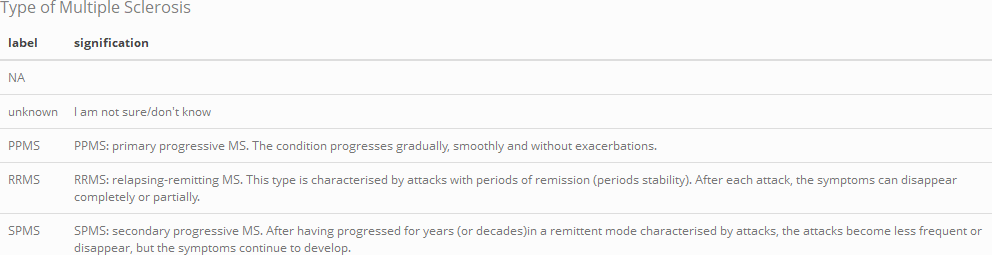 Type of Multiple Sclerosis
label signification
NA
unknown I am not sure/don't know
PPMS PPMS: primary progressive MS. The condition progresses gradually, smoothly and without exacerbations.
RRMS RRMS: relapsing-remitting MS. This type is characterised by attacks with periods of remission (periods stability). After each attack, the symptoms can disappear
completely or partially.
SPMS SPMS: secondary progressive MS. After having progressed for years (or decades)in a remittent mode characterised by attacks, the attacks become less frequent or
disappear, but the symptoms continue to develop.